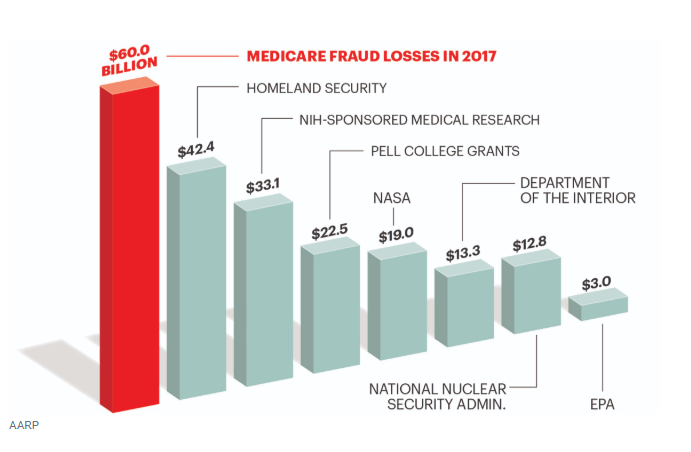 $60.0
BILLION
MEDICARE FRAUD LOSSES IN 2017
HOMELAND SECURITY
NIH-SPONSORED MEDICAL RESEARCH
$42.4
PELL COLLEGE GRANTS
$33.1
DEPARTMENT
OF THE INTERIOR
NASA
$22.5
$19.0
$13.3
$12.8
$3.0
NATIONAL NUCLEAR
SECURITY ADMIN.
EPA
AARP